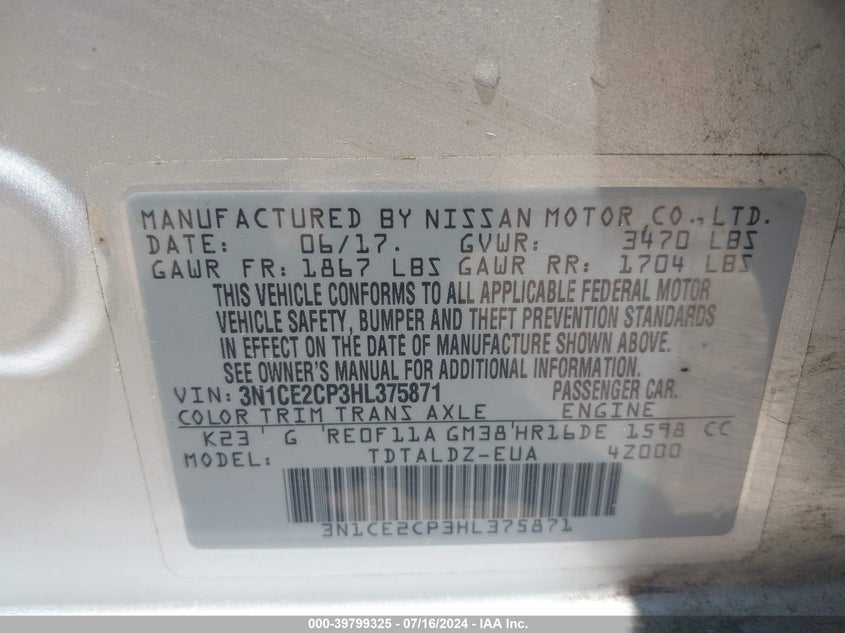 MANUFACTURED BY NISSAN MOTOR CO., LTD.
DATE: 06/17. GVWR: 3470 LBS
GAWR FR: 1867 LBS GAWR RR: 1704 LBS
THIS VEHICLE CONFORMS TO ALL APPLICABLE FEDERAL MOTOR
VEHICLE SAFETY, BUMPER AND THEFT PREVENTION STANDARDS
IN EFFECT ON THE DATE OF MANUFACTURE SHOWN ABOVE.
SEE OWNER'S MANUAL FOR ADDITIONAL INFORMATION.
VIN: 3N1CE2CP3HL375871 PASSENGER CAR.
COLOR TRIM TRANS AXLE ENGINE
K23 G RE0F11A GM38 HR16DE 1598 CC
MODEL: TDTALDZ-EUA 4Z000
3N1CE2CP3HL375871
000-39799325 - 07/16/2024 - IAA Inc.